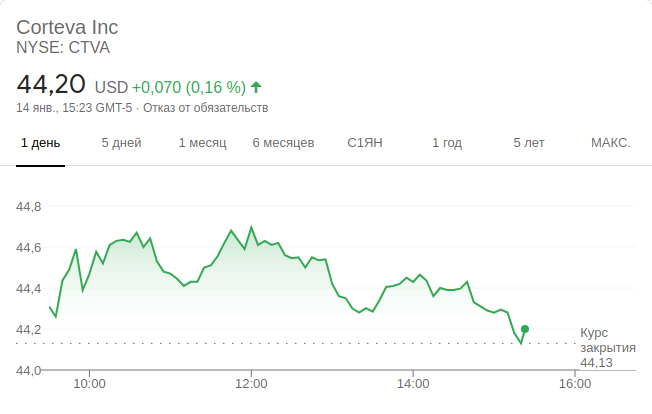 Corteva Inc
NYSE: CTVA
44,20 USD +0,070 (0,16 %)
14 янв., 15:23 GMT-5 · Отказ от обязательств
1 день 5 дней 1 месяц 6 месяцев С1ЯН 1 год 5 лет МАКС.
44,8
44,6
44,4
44,2
Курс
закрытия
44,13
44,0
10:00 12:00 14:00 16:00